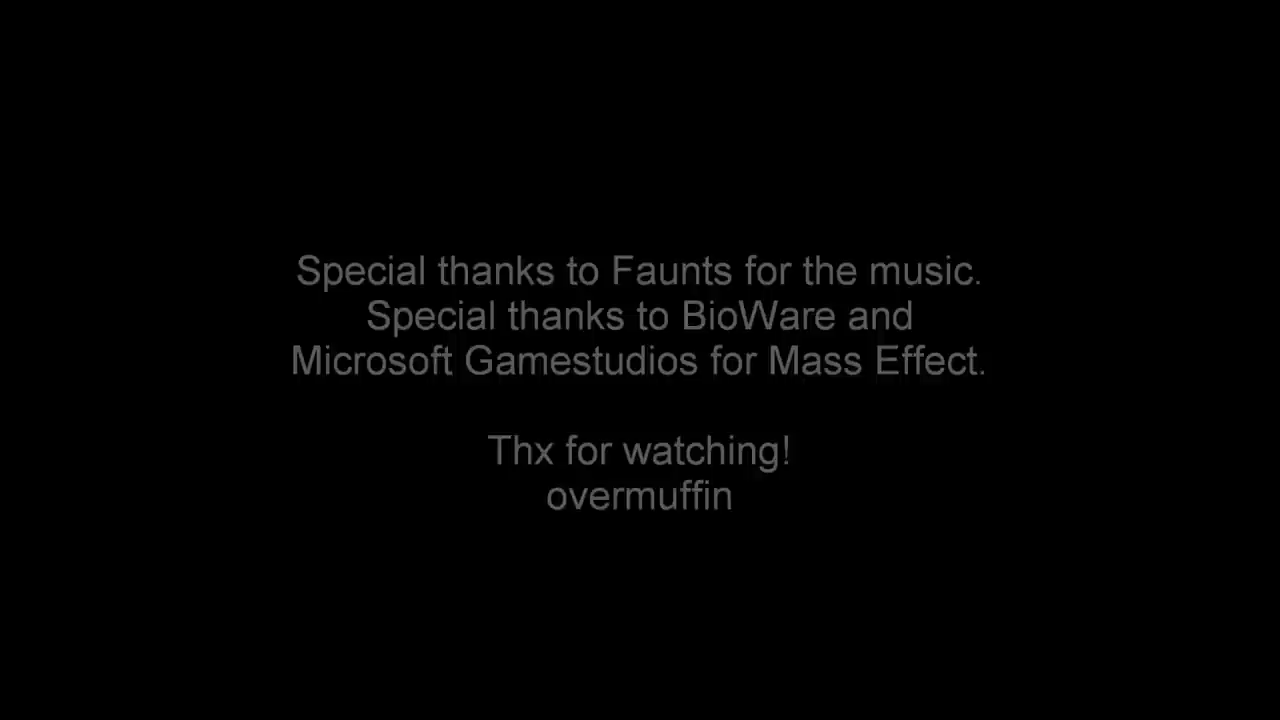 Special thanks to Faunts for the music.
Special thanks to BioWare and
Microsoft Gamestudios for Mass Effect.
Thx for watching!
overmuffin